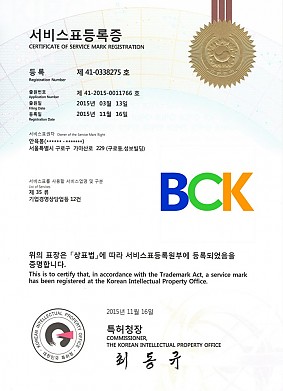 서비스표등록증
CERTIFICATE OF SERVICE MARK REGISTRATION
등록 제 41-0338275 호
Registration Number
출원번호 제 41-2015-0011766 호
Application Number
출원일 2015년 03월 13일
Filing Date
등록일 2015년 11월 16일
Registration Date
서비스표권자 Owner of the Service Mark Right
안욕환(****** - *******)
서울특별시 구로구 가마산로 229 (구로동,성보빌딩)
서비스표를 사용할 서비스업명 및 구분
List of Services
제 35 류
기업경영상담업등 12건
BCK
위의 표장은 「상표법」에 따라 서비스표등록원부에 등록되었음을
증명합니다.
This is to certify that, in accordance with the Trademark Act, a service mark
has been registered at the Korean Intellectual Property Office.
2015년 11월 16일
특허청장
COMMISSIONER,
THE KOREAN INTELLECTUAL PROPERTY OFFICE
최동규
KOREAN INTELLECTUAL PROPERTY OFFICE
대한민국 특허청